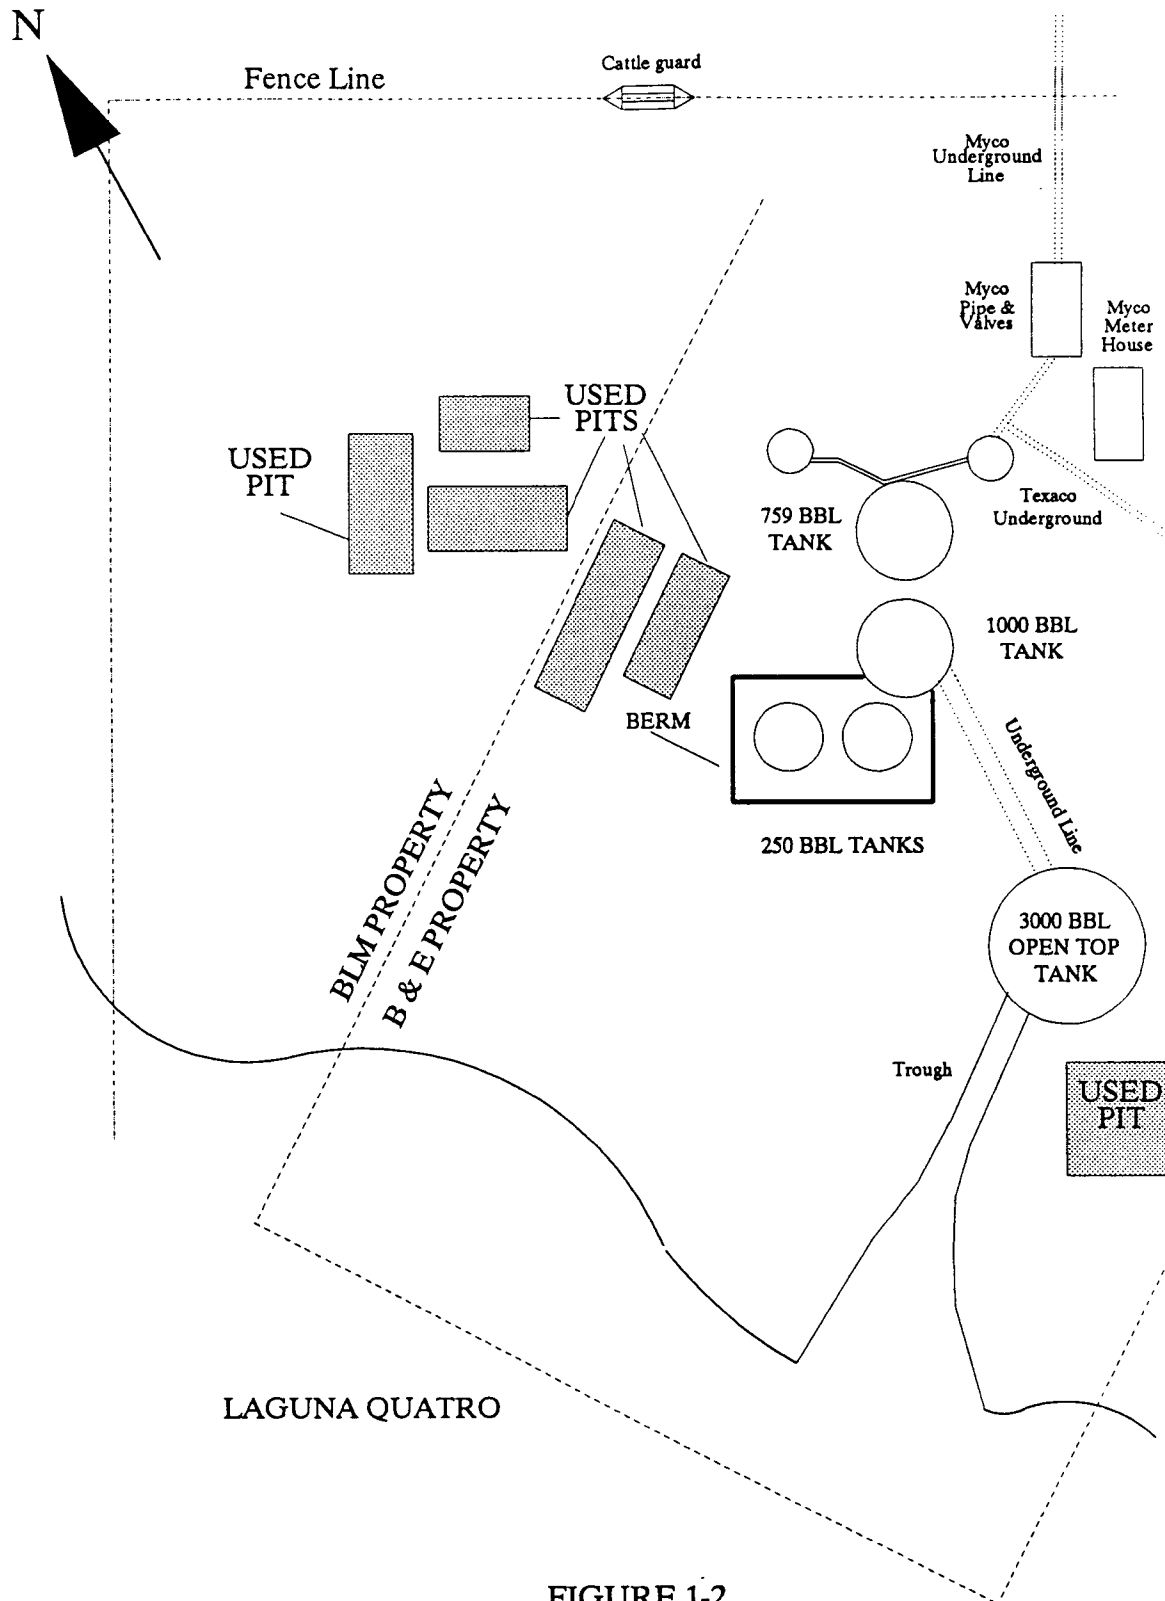 N
Fence Line
Cattle guard
Myco
Underground
Line
Myco
Pipe &
Valves
Myco
Meter
House
USED
PITS
USED
PIT
Texaco
Underground
759 BBL
TANK
1000 BBL
TANK
BERM
Underground Line
250 BBL TANKS
BLM PROPERTY
B & E PROPERTY
3000 BBL
OPEN TOP
TANK
Trough
USED
PIT
LAGUNA QUATRO
FIGURE 1-2